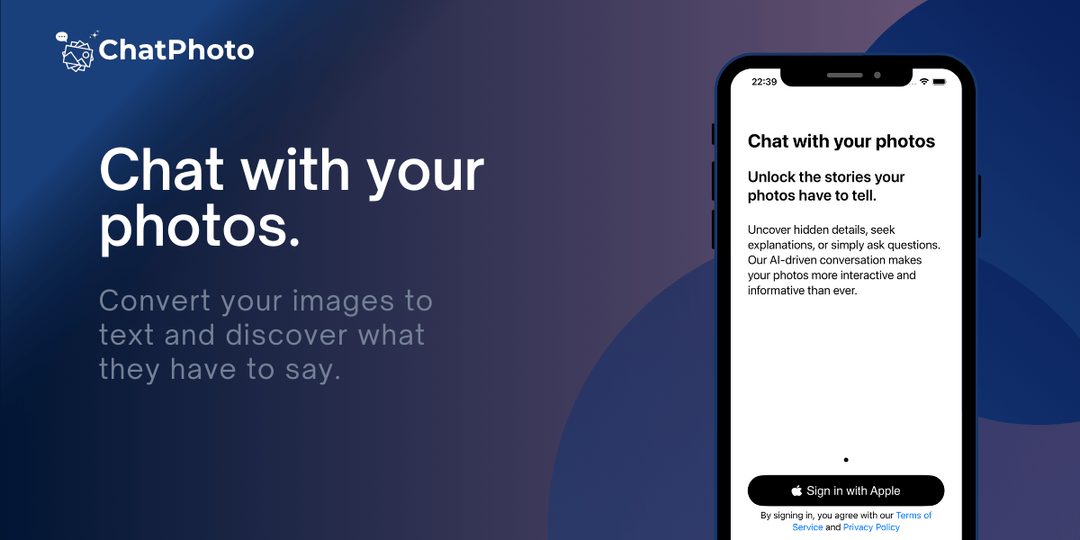 ChatPhoto
Chat with your
photos.
Convert your images to
text and discover what
they have to say.
22:39
Chat with your photos
Unlock the stories your
photos have to tell.
Uncover hidden details, seek
explanations, or simply ask questions.
Our AI-driven conversation makes
your photos more interactive and
informative than ever.
Sign in with Apple
By signing in, you agree with our Terms of
Service and Privacy Policy